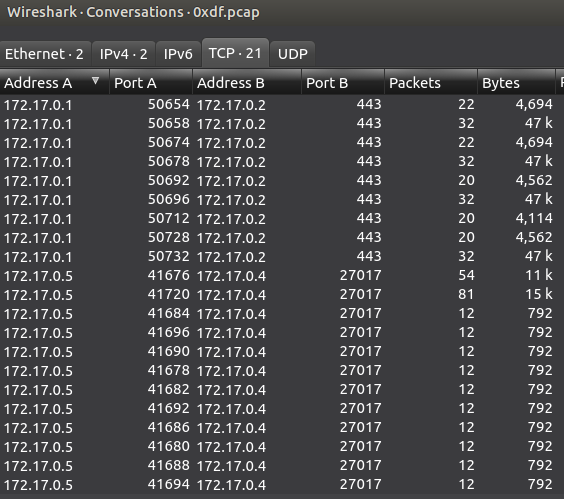 Wireshark · Conversations · 0xdf.pcap
Ethernet · 2 IPv4 · 2 IPv6 TCP · 21 UDP
Address A Port A Address B Port B Packets Bytes
172.17.0.1 50654 172.17.0.2 443 22 4,694
172.17.0.1 50658 172.17.0.2 443 32 47 k
172.17.0.1 50674 172.17.0.2 443 22 4,694
172.17.0.1 50678 172.17.0.2 443 32 47 k
172.17.0.1 50692 172.17.0.2 443 20 4,562
172.17.0.1 50696 172.17.0.2 443 32 47 k
172.17.0.1 50712 172.17.0.2 443 20 4,114
172.17.0.1 50728 172.17.0.2 443 20 4,562
172.17.0.1 50732 172.17.0.2 443 32 47 k
172.17.0.5 41676 172.17.0.4 27017 54 11 k
172.17.0.5 41720 172.17.0.4 27017 81 15 k
172.17.0.5 41684 172.17.0.4 27017 12 792
172.17.0.5 41696 172.17.0.4 27017 12 792
172.17.0.5 41690 172.17.0.4 27017 12 792
172.17.0.5 41678 172.17.0.4 27017 12 792
172.17.0.5 41682 172.17.0.4 27017 12 792
172.17.0.5 41692 172.17.0.4 27017 12 792
172.17.0.5 41686 172.17.0.4 27017 12 792
172.17.0.5 41680 172.17.0.4 27017 12 792
172.17.0.5 41688 172.17.0.4 27017 12 792
172.17.0.5 41694 172.17.0.4 27017 12 792